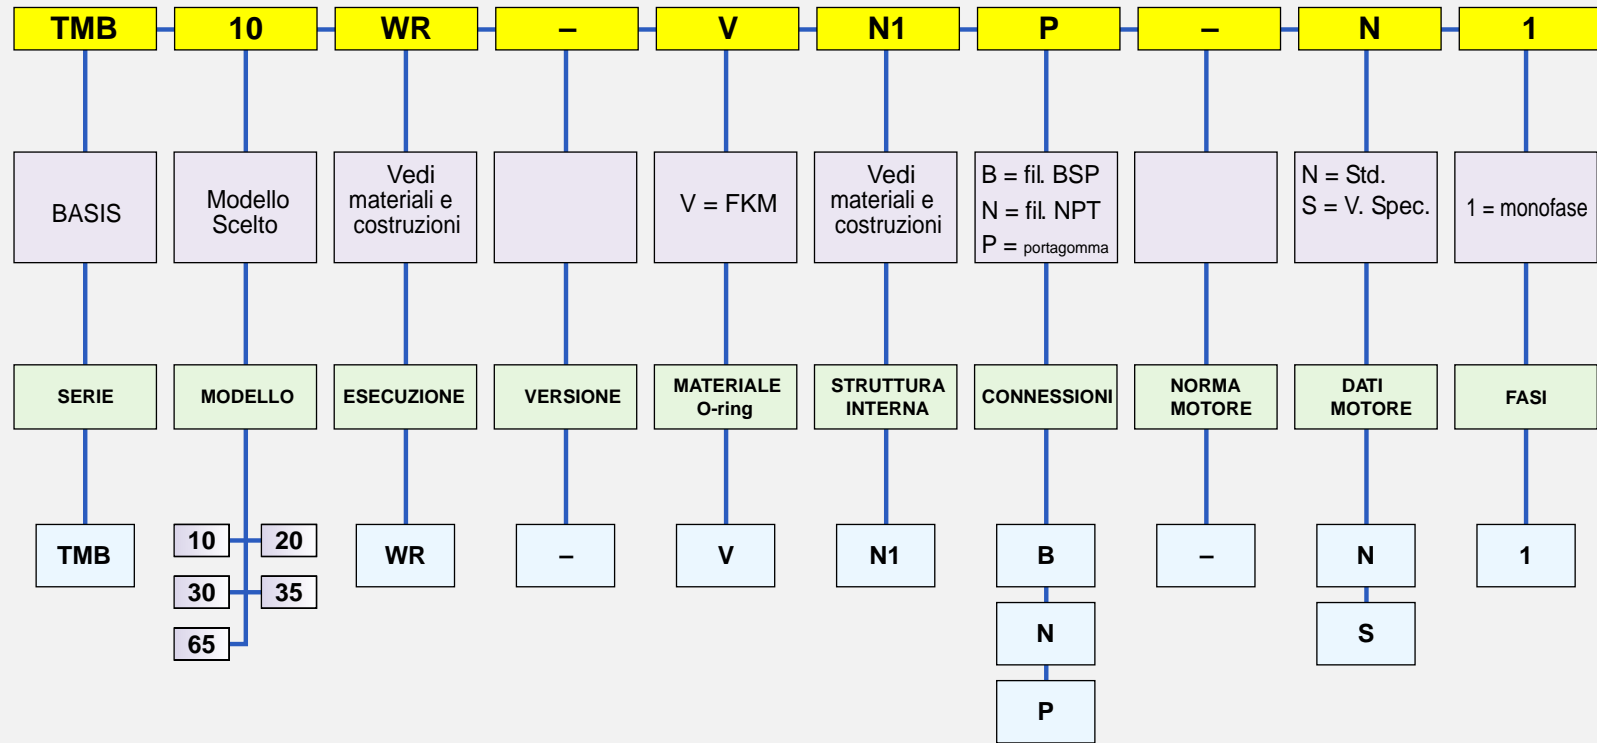 TMB 10 WR – V N1 P – N 1
BASIS
Modello
Scelto
Vedi
materiali e
costruzioni
V = FKM
Vedi
materiali e
costruzioni
B = fil. BSP
N = fil. NPT
P = portagomma
N = Std.
S = V. Spec.
1 = monofase
SERIE
MODELLO
ESECUZIONE
VERSIONE
MATERIALE
O-ring
STRUTTURA
INTERNA
CONNESSIONI
NORMA
MOTORE
DATI
MOTORE
FASI
TMB
10 20
30 35
65
WR
–
V
N1
B
N
P
–
N
S
1